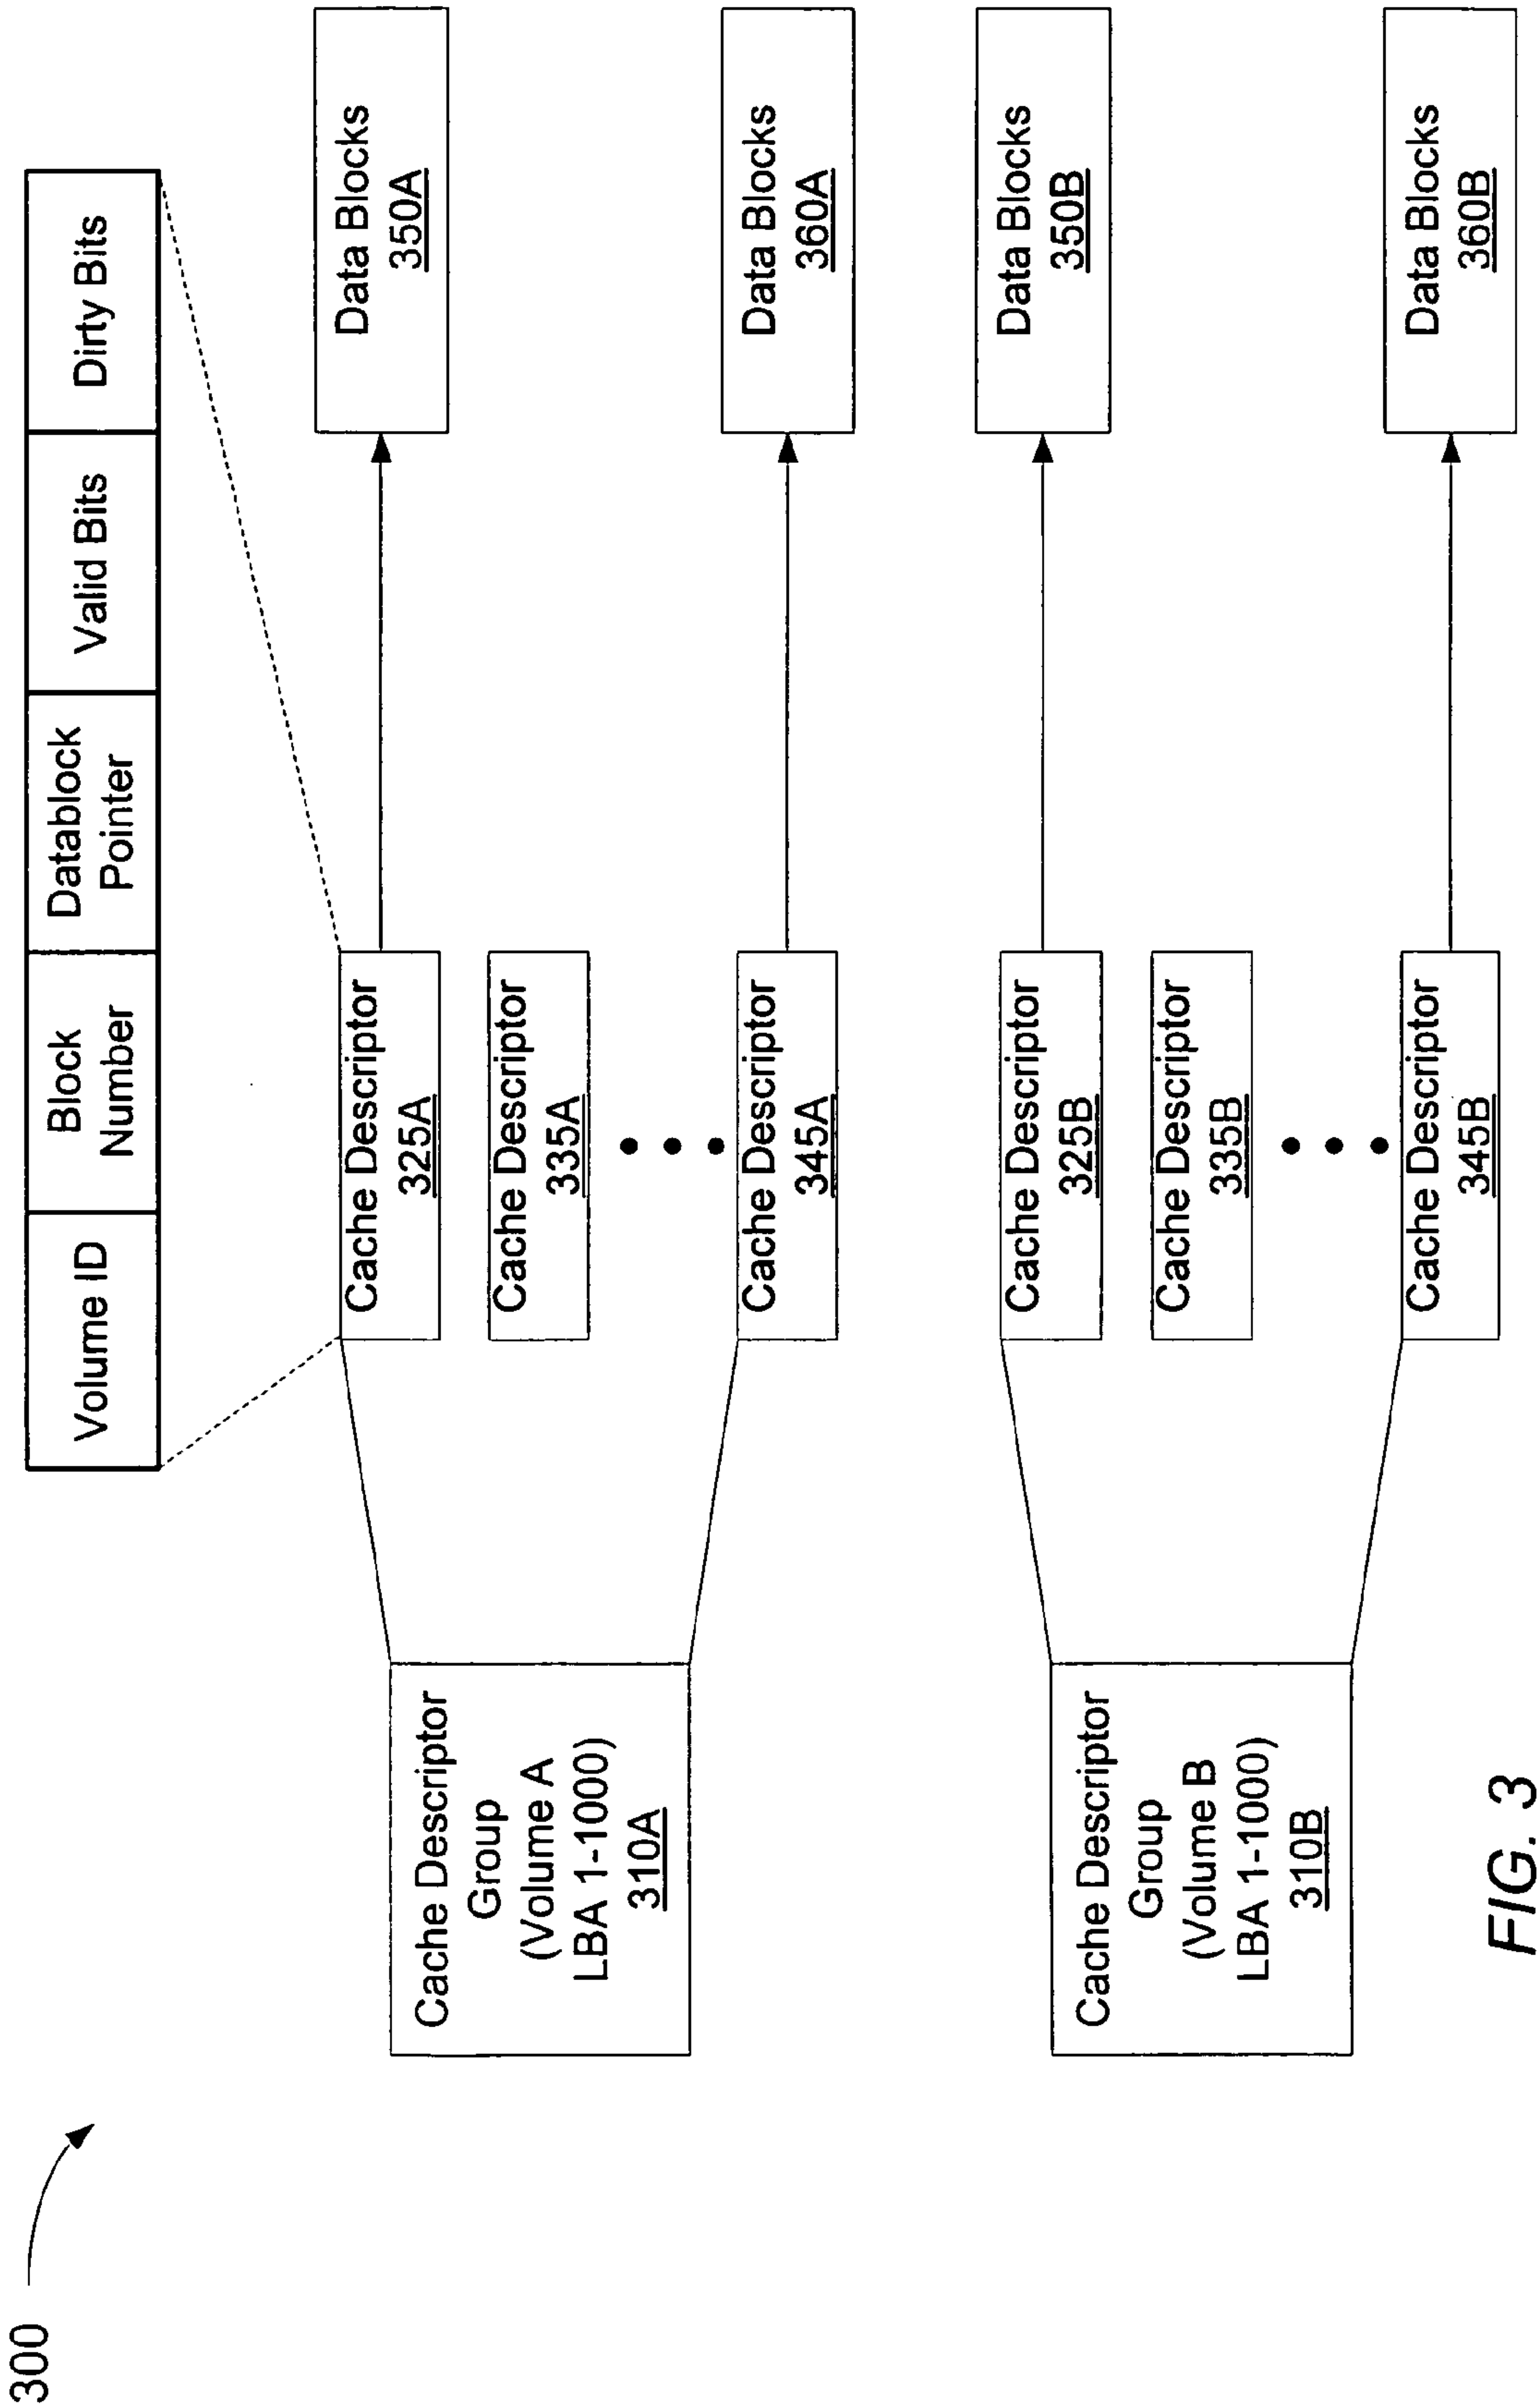 300
Volume ID
Block
Number
Datablock
Pointer
Valid Bits
Dirty Bits
Cache Descriptor
Group
(Volume A
LBA 1-1000)
310A
Cache Descriptor
325A
Data Blocks
350A
Cache Descriptor
335A
Cache Descriptor
345A
Data Blocks
360A
Cache Descriptor
Group
(Volume B
LBA 1-1000)
310B
Cache Descriptor
325B
Data Blocks
350B
Cache Descriptor
335B
Cache Descriptor
345B
Data Blocks
360B
FIG. 3